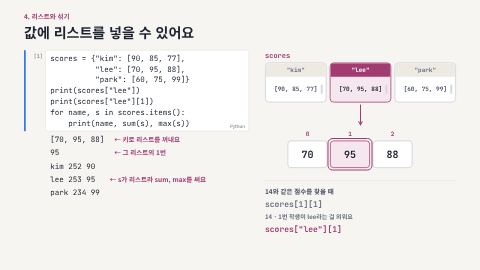 4. 리스트와 섞기
값에 리스트를 넣을 수 있어요
[1]
scores = {"kim": [90, 85, 77],
"lee": [70, 95, 88],
"park": [60, 75, 99]}
print(scores["lee"])
print(scores["lee"][1])
for name, s in scores.items():
print(name, sum(s), max(s))
Python
[70, 95, 88] ← 키로 리스트를 꺼내요
95 ← 그 리스트의 1번
kim 252 90
lee 253 95 ← s가 리스트라 sum, max를 써요
park 234 99
scores
"kim" "lee" "park"
[90, 85, 77] [70, 95, 88] [60, 75, 99]
0 1 2
70 95 88
14와 같은 점수를 찾을 때
scores[1][1]
14 · 1번 학생이 lee라는 걸 외워요
scores["lee"][1]